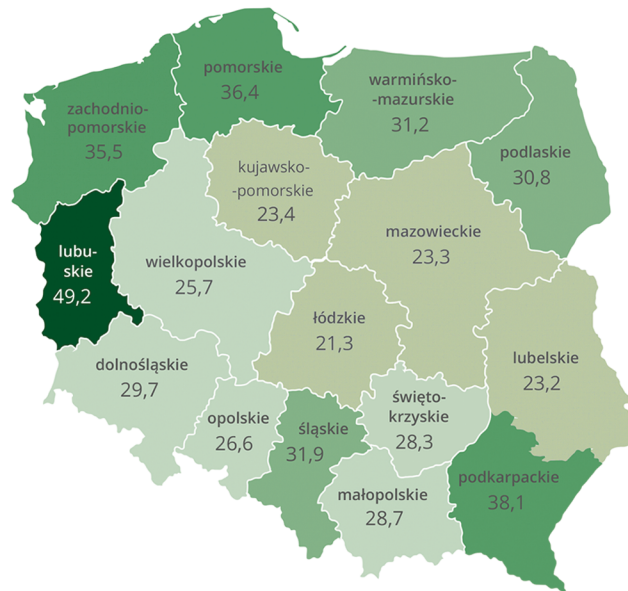 pomorskie
36,4
warmińsko-
-mazurskie
31,2
zachodnio-
pomorskie
35,5
podlaskie
30,8
kujawsko-
-pomorskie
23,4
mazowieckie
23,3
lubu-
skie
49,2
wielkopolskie
25,7
łódzkie
21,3
lubelskie
23,2
dolnośląskie
29,7
opolskie
26,6
śląskie
31,9
święto-
krzyskie
28,3
małopolskie
28,7
podkarpackie
38,1